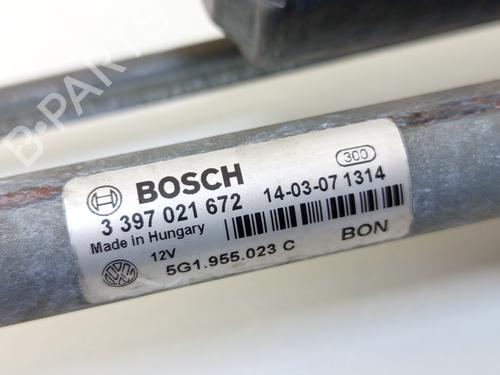 B-PARTS
BOSCH
300
3 397 021 672 14-03-07 1314
Made in Hungary
12V
5G1.955.023 C BON